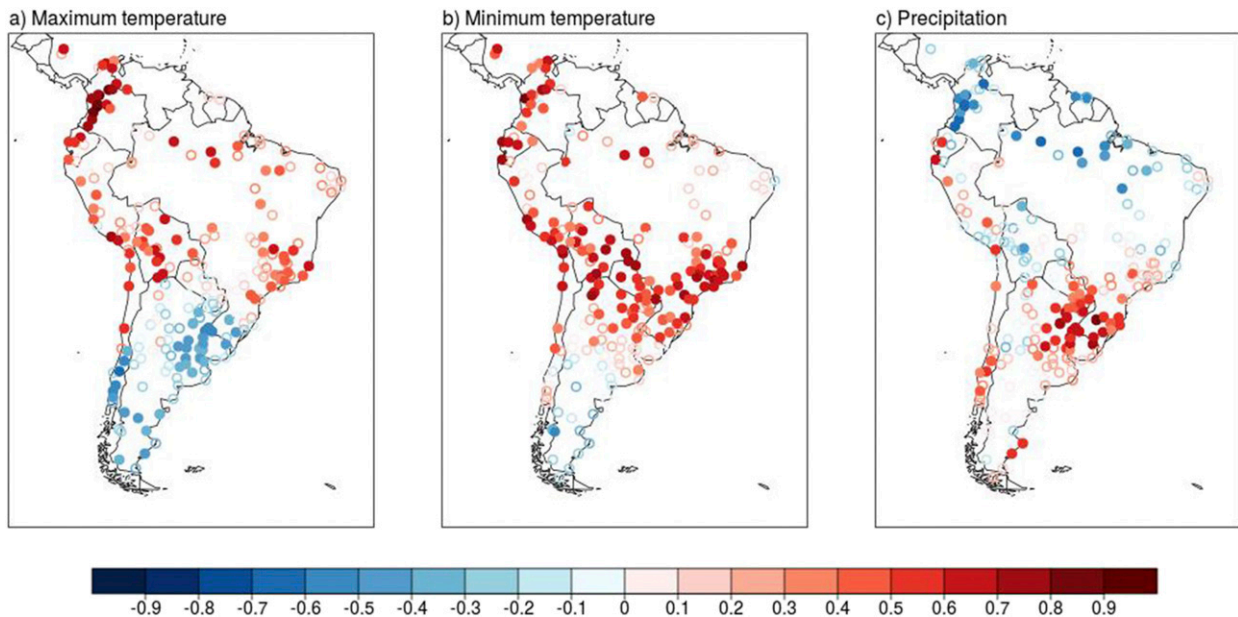 a) Maximum temperature
b) Minimum temperature
c) Precipitation
-0.9 -0.8 -0.7 -0.6 -0.5 -0.4 -0.3 -0.2 -0.1 0 0.1 0.2 0.3 0.4 0.5 0.6 0.7 0.8 0.9